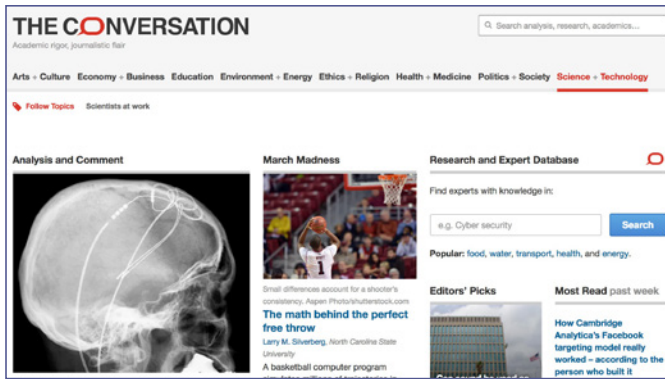 THE CONVERSATION
Academic rigor, journalistic flair
Search analysis, research, academics...
Arts + Culture Economy + Business Education Environment + Energy Ethics + Religion Health + Medicine Politics + Society Science + Technology
Follow Topics Scientists at work
Analysis and Comment
March Madness
1
Small differences account for a shooter's
consistency. Aspen Photo/shutterstock.com
The math behind the perfect
free throw
Larry M. Silverberg, North Carolina State
University
A basketball computer program
Research and Expert Database
Find experts with knowledge in:
e.g. Cyber security
Search
Popular: food, water, transport, health, and energy.
Editors' Picks
Most Read past week
How Cambridge
Analytica's Facebook
targeting model really
worked – according to the
person who built it